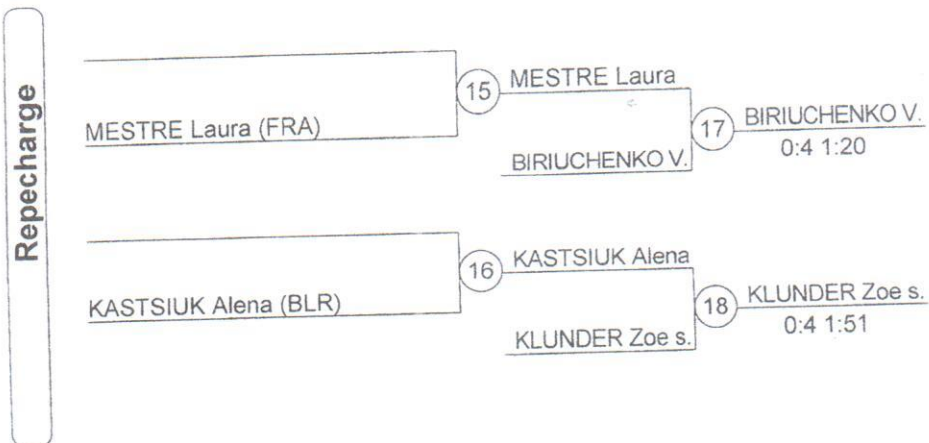 Repecharge
MESTRE Laura (FRA)
15
MESTRE Laura
BIRIUCHENKO V.
17
BIRIUCHENKO V.
0:4 1:20
KASTSIUK Alena (BLR)
16
KASTSIUK Alena
KLUNDER Zoe s.
18
KLUNDER Zoe s.
0:4 1:51